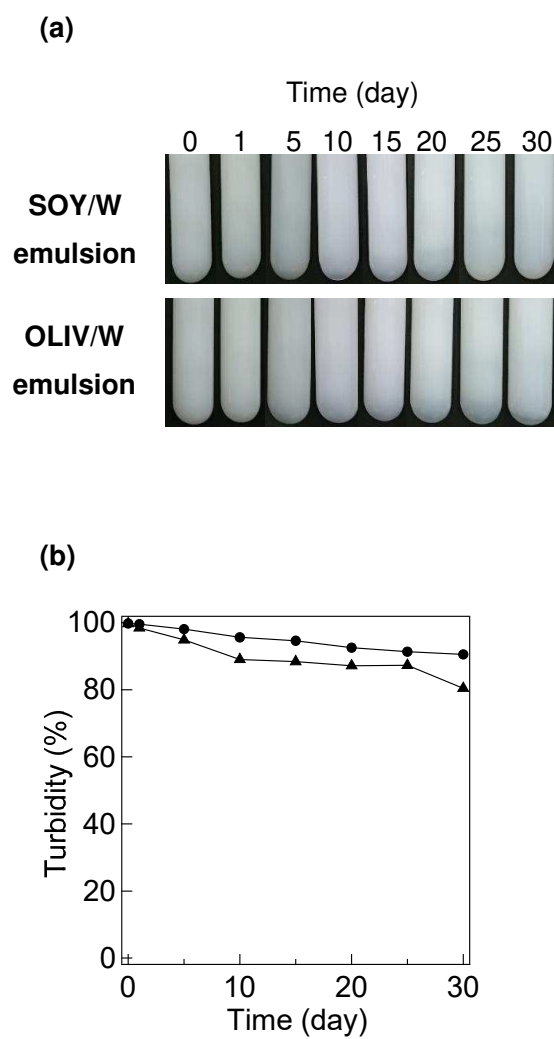 (a)
Time (day)
0 1 5 10 15 20 25 30
SOY/W
emulsion
OLIV/W
emulsion
(b)
100
80
60
40
20
0
Turbidity (%)
0 10 20 30
Time (day)